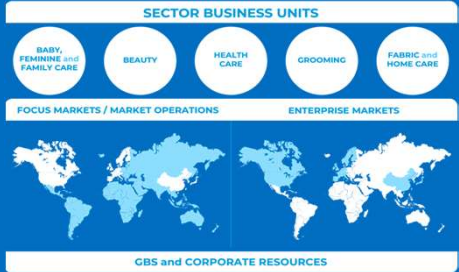 SECTOR BUSINESS UNITS
BABY,
FEMININE and
FAMILY CARE
BEAUTY
HEALTH
CARE
GROOMING
FABRIC and
HOME CARE
FOCUS MARKETS / MARKET OPERATIONS
ENTERPRISE MARKETS
GBS and CORPORATE RESOURCES